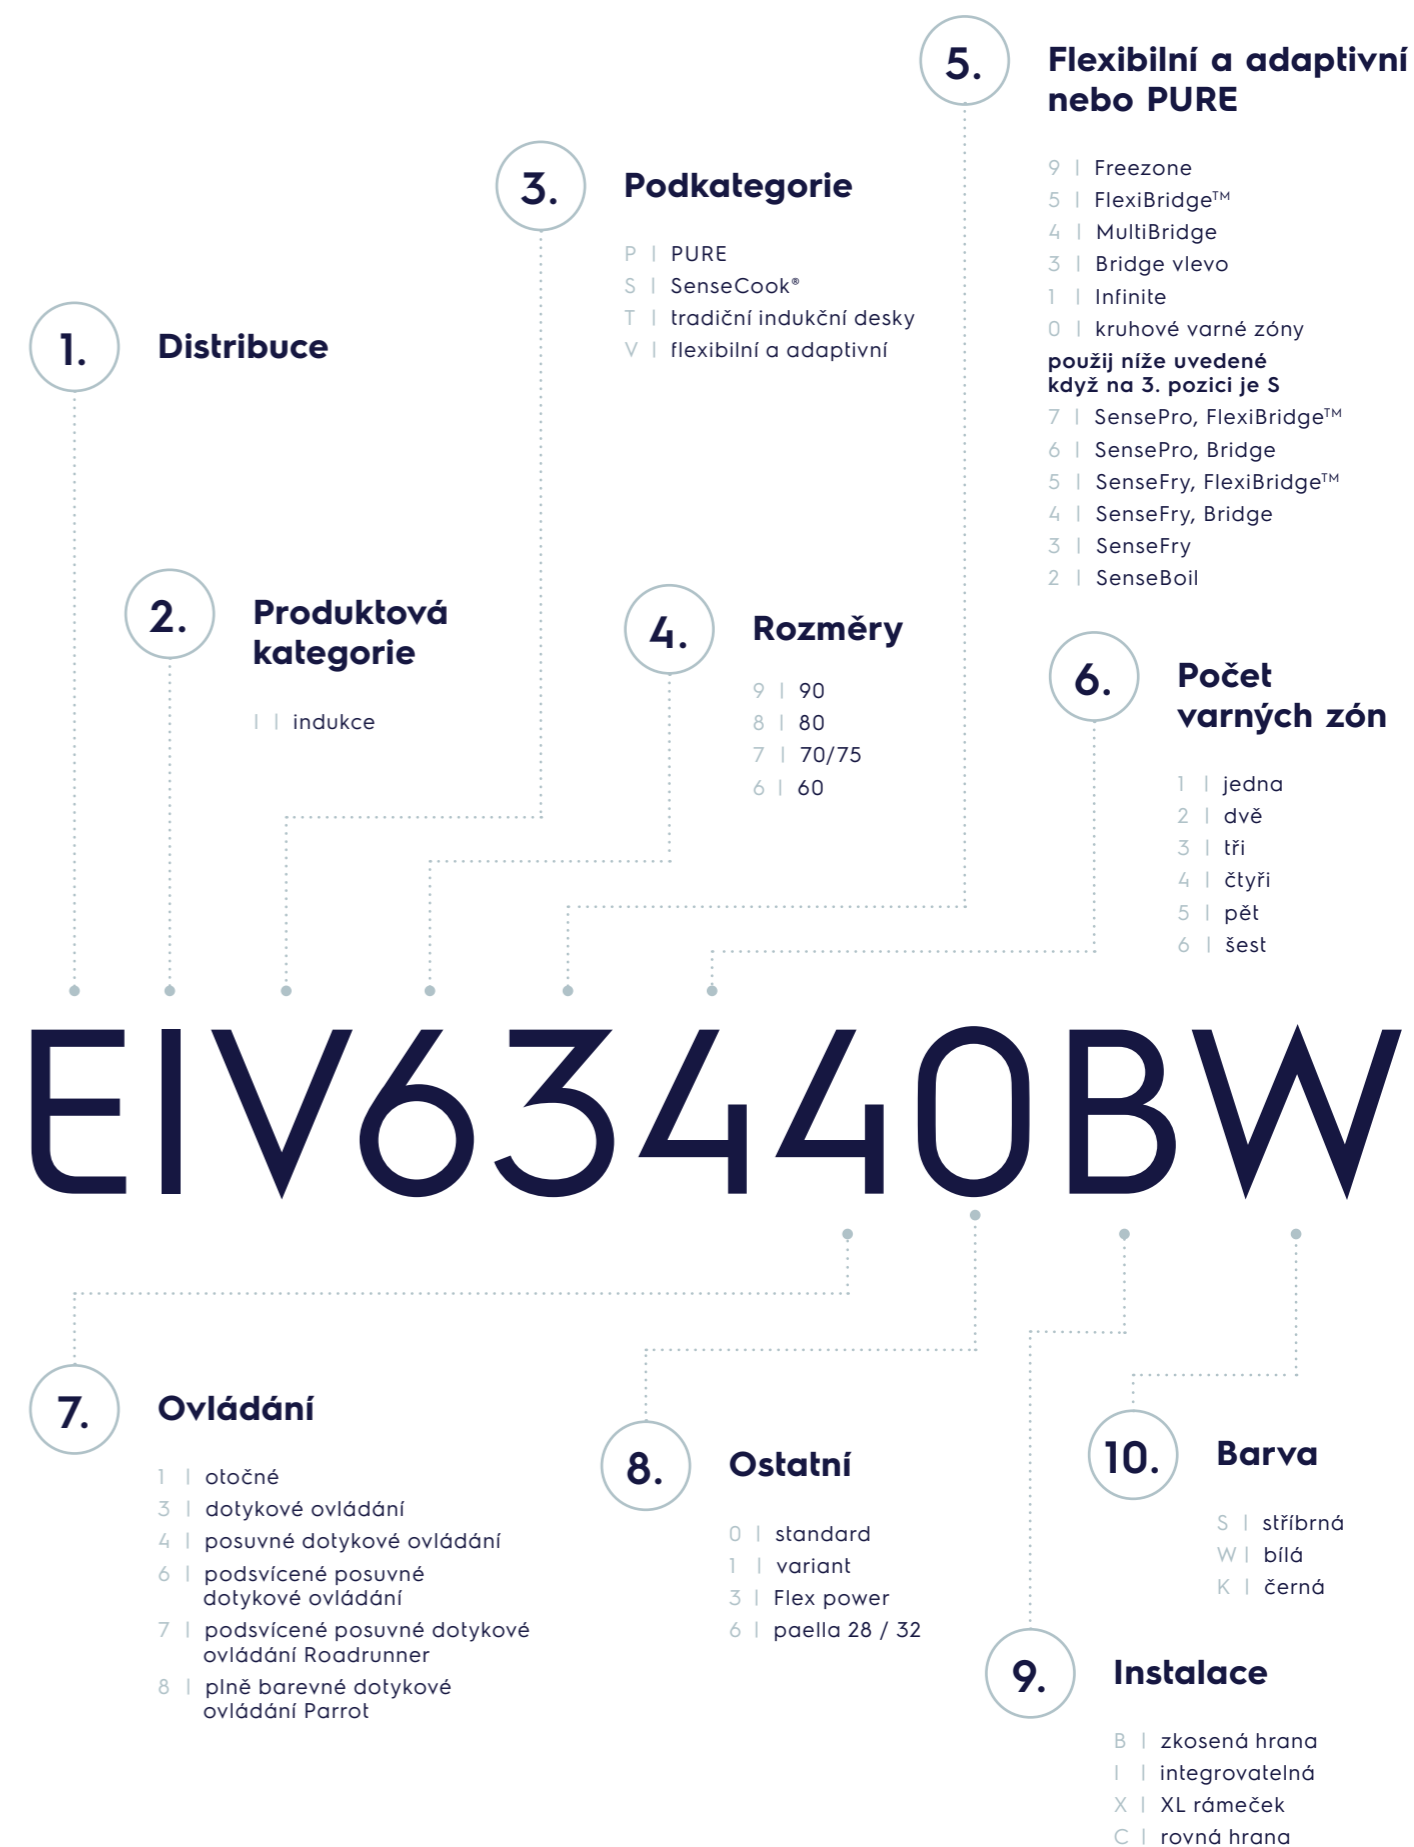 1.
Distribuce
2.
Produktová
kategorie
I | indukce
3.
Podkategorie
P | PURE
S | SenseCook®
T | tradiční indukční desky
V | flexibilní a adaptivní
4.
Rozměry
9 | 90
8 | 80
7 | 70/75
6 | 60
5.
Flexibilní a adaptivní
nebo PURE
9 | Freezone
5 | FlexiBridge™
4 | MultiBridge
3 | Bridge vlevo
1 | Infinite
0 | kruhové varné zóny
použij níže uvedené
když na 3. pozici je S
7 | SensePro, FlexiBridge™
6 | SensePro, Bridge
5 | SenseFry, FlexiBridge™
4 | SenseFry, Bridge
3 | SenseFry
2 | SenseBoil
6.
Počet
varných zón
1 | jedna
2 | dvě
3 | tři
4 | čtyři
5 | pět
6 | šest
EIV63440BW
7.
Ovládání
1 | otočné
3 | dotykové ovládání
4 | posuvné dotykové ovládání
6 | podsvícené posuvné
dotykové ovládání
7 | podsvícené posuvné dotykové
ovládání Roadrunner
8 | plně barevné dotykové
ovládání Parrot
8.
Ostatní
0 | standard
1 | variant
3 | Flex power
6 | paella 28 / 32
9.
Instalace
B | zkosená hrana
I | integrovatelná
X | XL rámeček
C | rovná hrana
10.
Barva
S | stříbrná
W | bílá
K | černá